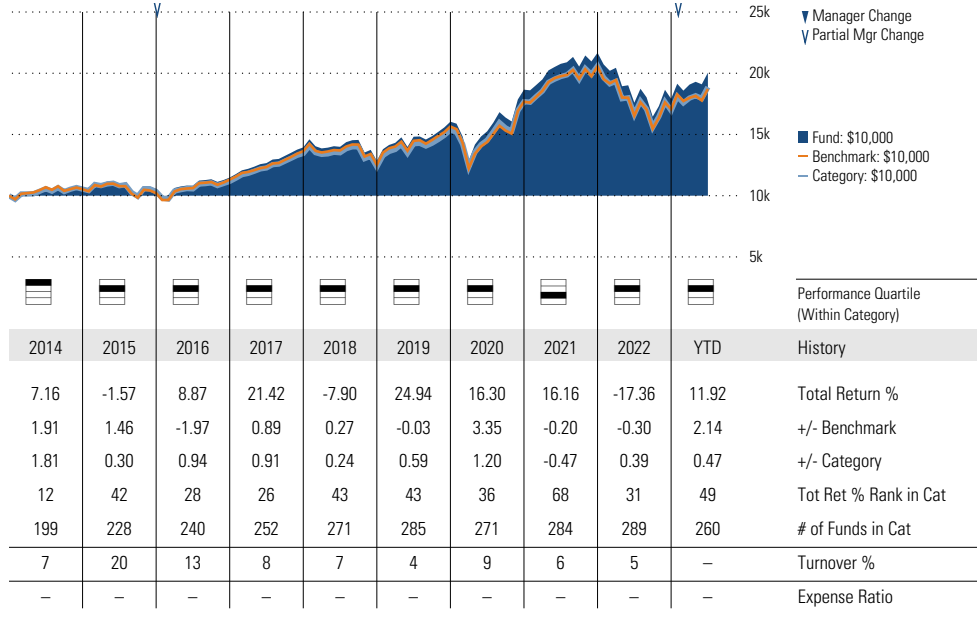 25k
20k
15k
10k
5k
Manager Change
Partial Mgr Change
Fund: $10,000
Benchmark: $10,000
Category: $10,000
Performance Quartile
(Within Category)
2014 2015 2016 2017 2018 2019 2020 2021 2022 YTD History
7.16 -1.57 8.87 21.42 -7.90 24.94 16.30 16.16 -17.36 11.92 Total Return %
1.91 1.46 -1.97 0.89 0.27 -0.03 3.35 -0.20 -0.30 2.14 +/- Benchmark
1.81 0.30 0.94 0.91 0.24 0.59 1.20 -0.47 0.39 0.47 +/- Category
12 42 28 26 43 43 36 68 31 49 Tot Ret % Rank in Cat
199 228 240 252 271 285 271 284 289 260 # of Funds in Cat
7 20 13 8 7 4 9 6 5 – Turnover %
– – – – – – – – – – Expense Ratio